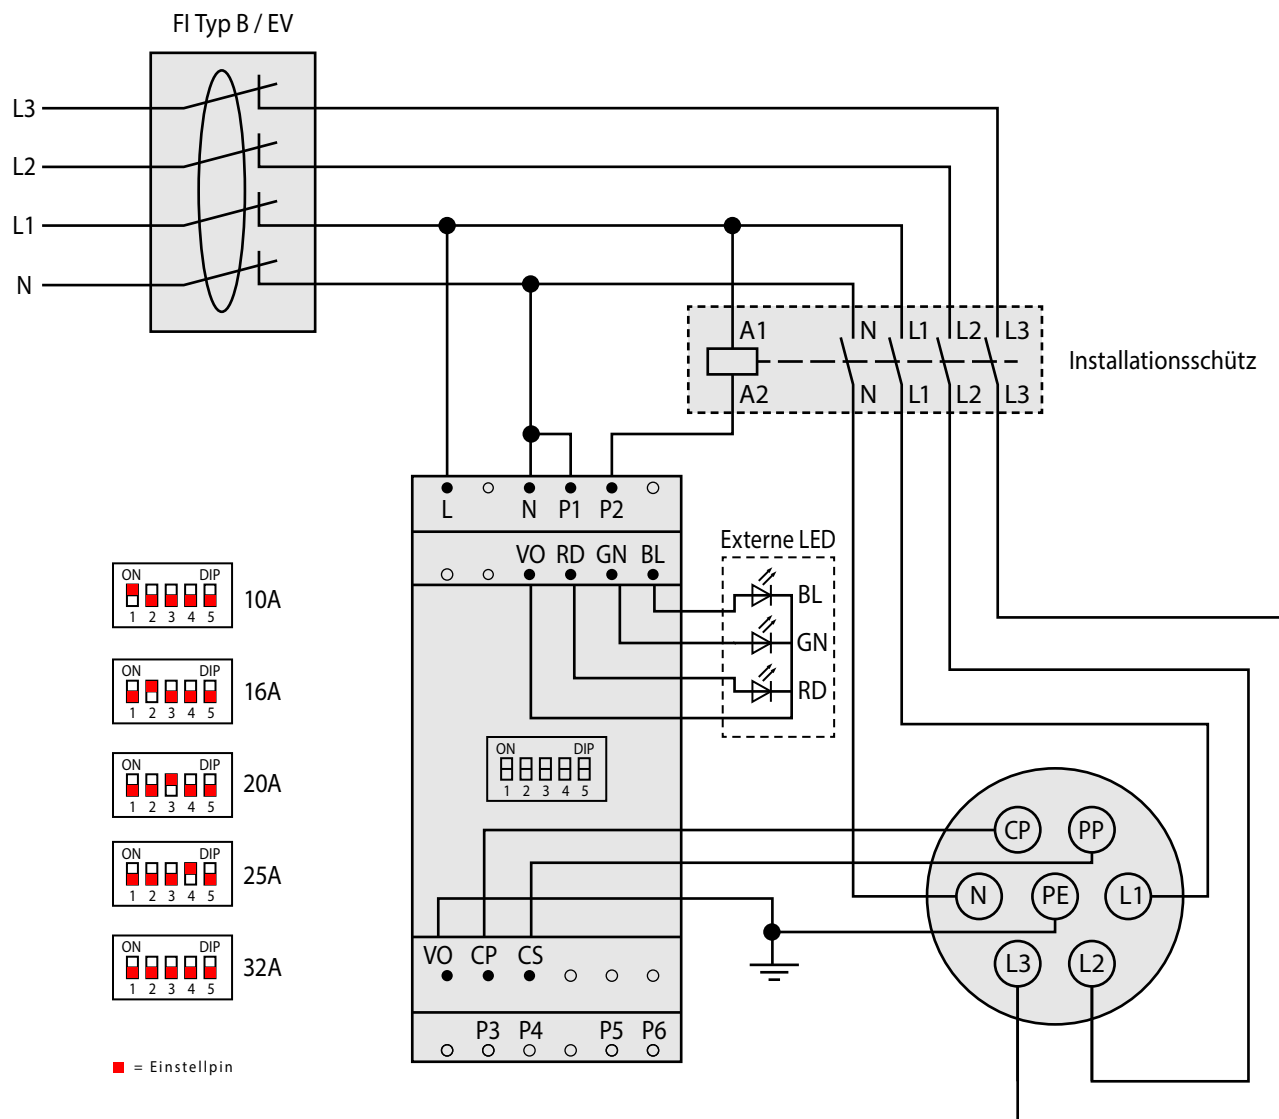 FI Typ B / EV
L3
L2
L1
N
A1 N L1 L2 L3
Installationsschütz
A2 N L1 L2 L3
L N P1 P2
Externe LED
VO RD GN BL
BL
GN
RD
ON DIP
1 2 3 4 5
10A
ON DIP
1 2 3 4 5
16A
ON DIP
1 2 3 4 5
ON DIP
1 2 3 4 5
20A
ON DIP
1 2 3 4 5
25A
ON DIP
1 2 3 4 5
32A
CP PP
N PE L1
L3 L2
VO CP CS
P3 P4 P5 P6
= Einstellpin